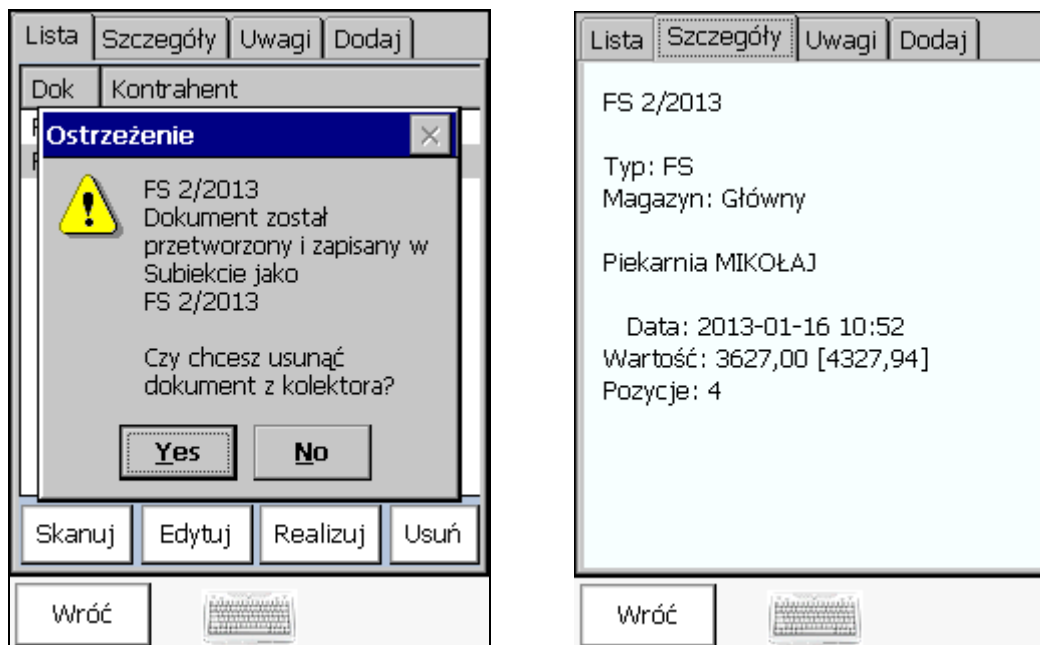 Lista Szczegóły Uwagi Dodaj
Dok Kontrahent
Ostrzeżenie
FS 2/2013
Dokument został
przetworzony i zapisany w
Subiekcie jako
FS 2/2013
Czy chcesz usunąć
dokument z kolektora?
Yes No
Skanuj Edytuj Realizuj Usuń
Wróć
Lista Szczegóły Uwagi Dodaj
FS 2/2013
Typ: FS
Magazyn: Główny
Piekarnia MIKOŁAJ
Data: 2013-01-16 10:52
Wartość: 3627,00 [4327,94]
Pozycje: 4
Wróć